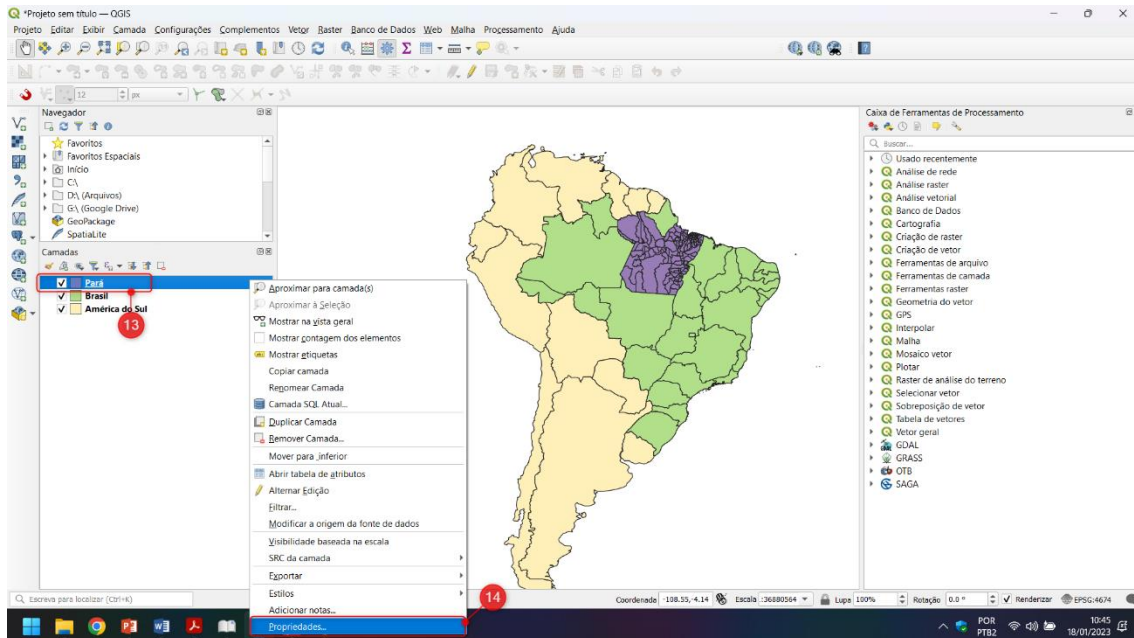 *Projeto sem título — QGIS
Projeto Editar Exibir Camada Configurações Complementos Vetor Raster Banco de Dados Web Malha Processamento Ajuda
12 px
Navegador
Favoritos
Favoritos Espaciais
Início
C:\
D:\ (Arquivos)
G:\ (Google Drive)
GeoPackage
SpatiaLite
Camadas
Pará
Brasil
América do Sul
13
Aproximar para camada(s)
Aproximar à Seleção
Mostrar na vista geral
Mostrar contagem dos elementos
Mostrar etiquetas
Copiar camada
Renomear Camada
Camada SQL Atual...
Duplicar Camada
Remover Camada...
Mover para _inferior
Abrir tabela de atributos
Alternar Edição
Filtrar...
Modificar a origem da fonte de dados
Visibilidade baseada na escala
SRC da camada
Exportar
Estilos
Adicionar notas...
Propriedades...
14
Caixa de Ferramentas de Processamento
Buscar...
Usado recentemente
Análise de rede
Análise raster
Análise vetorial
Banco de Dados
Cartografia
Criação de raster
Criação de vetor
Ferramentas de arquivo
Ferramentas de camada
Ferramentas raster
Geometria do vetor
GPS
Interpolar
Malha
Mosaico vetor
Plotar
Raster de análise do terreno
Selecionar vetor
Sobreposição de vetor
Tabela de vetores
Vetor geral
GDAL
GRASS
OTB
SAGA
Escreva para localizar (Ctrl+K)
Coordenada -108.55,-4.14 Escala :36880564 Lupa 100% Rotação 0.0 ° Renderizar EPSG:4674
POR
PTB2
10:45
18/01/2023